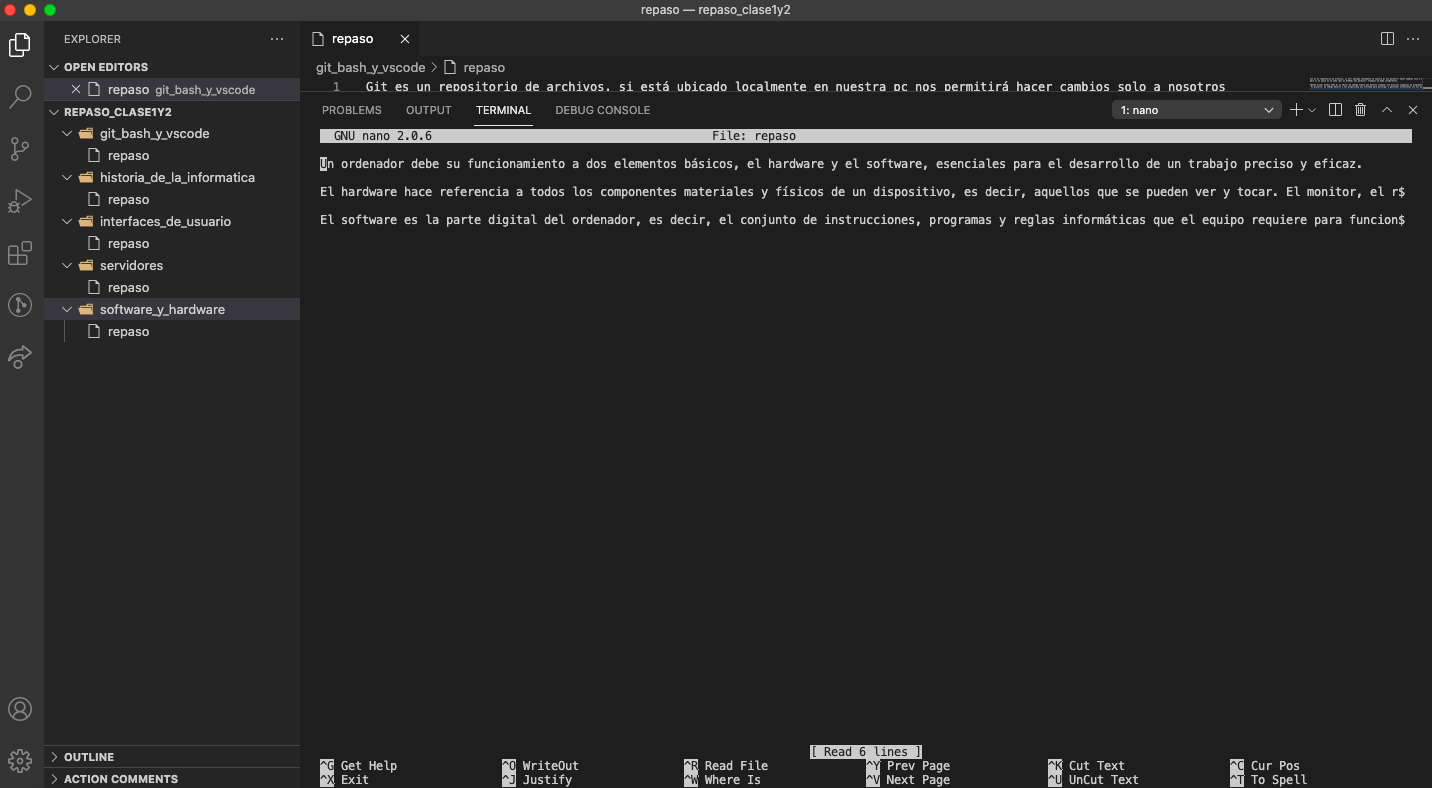 repaso — repaso_clase1y2
EXPLORER
OPEN EDITORS
repaso git_bash_y_vscode
REPASO_CLASE1Y2
git_bash_y_vscode
repaso
historia_de_la_informatica
repaso
interfaces_de_usuario
repaso
servidores
repaso
software_y_hardware
repaso
OUTLINE
ACTION COMMENTS
repaso
git_bash_y_vscode > repaso
1 Git es un repositorio de archivos. si está ubicado localmente en nuestra pc nos permitirá hacer cambios solo a nosotros
PROBLEMS OUTPUT TERMINAL DEBUG CONSOLE 1: nano
GNU nano 2.0.6 File: repaso
Un ordenador debe su funcionamiento a dos elementos básicos, el hardware y el software, esenciales para el desarrollo de un trabajo preciso y eficaz.
El hardware hace referencia a todos los componentes materiales y físicos de un dispositivo, es decir, aquellos que se pueden ver y tocar. El monitor, el r$
El software es la parte digital del ordenador, es decir, el conjunto de instrucciones, programas y reglas informáticas que el equipo requiere para funcion$
[ Read 6 lines ]
^G Get Help ^O WriteOut ^R Read File ^Y Prev Page ^K Cut Text ^C Cur Pos
^X Exit ^J Justify ^W Where Is ^V Next Page ^U UnCut Text ^T To Spell